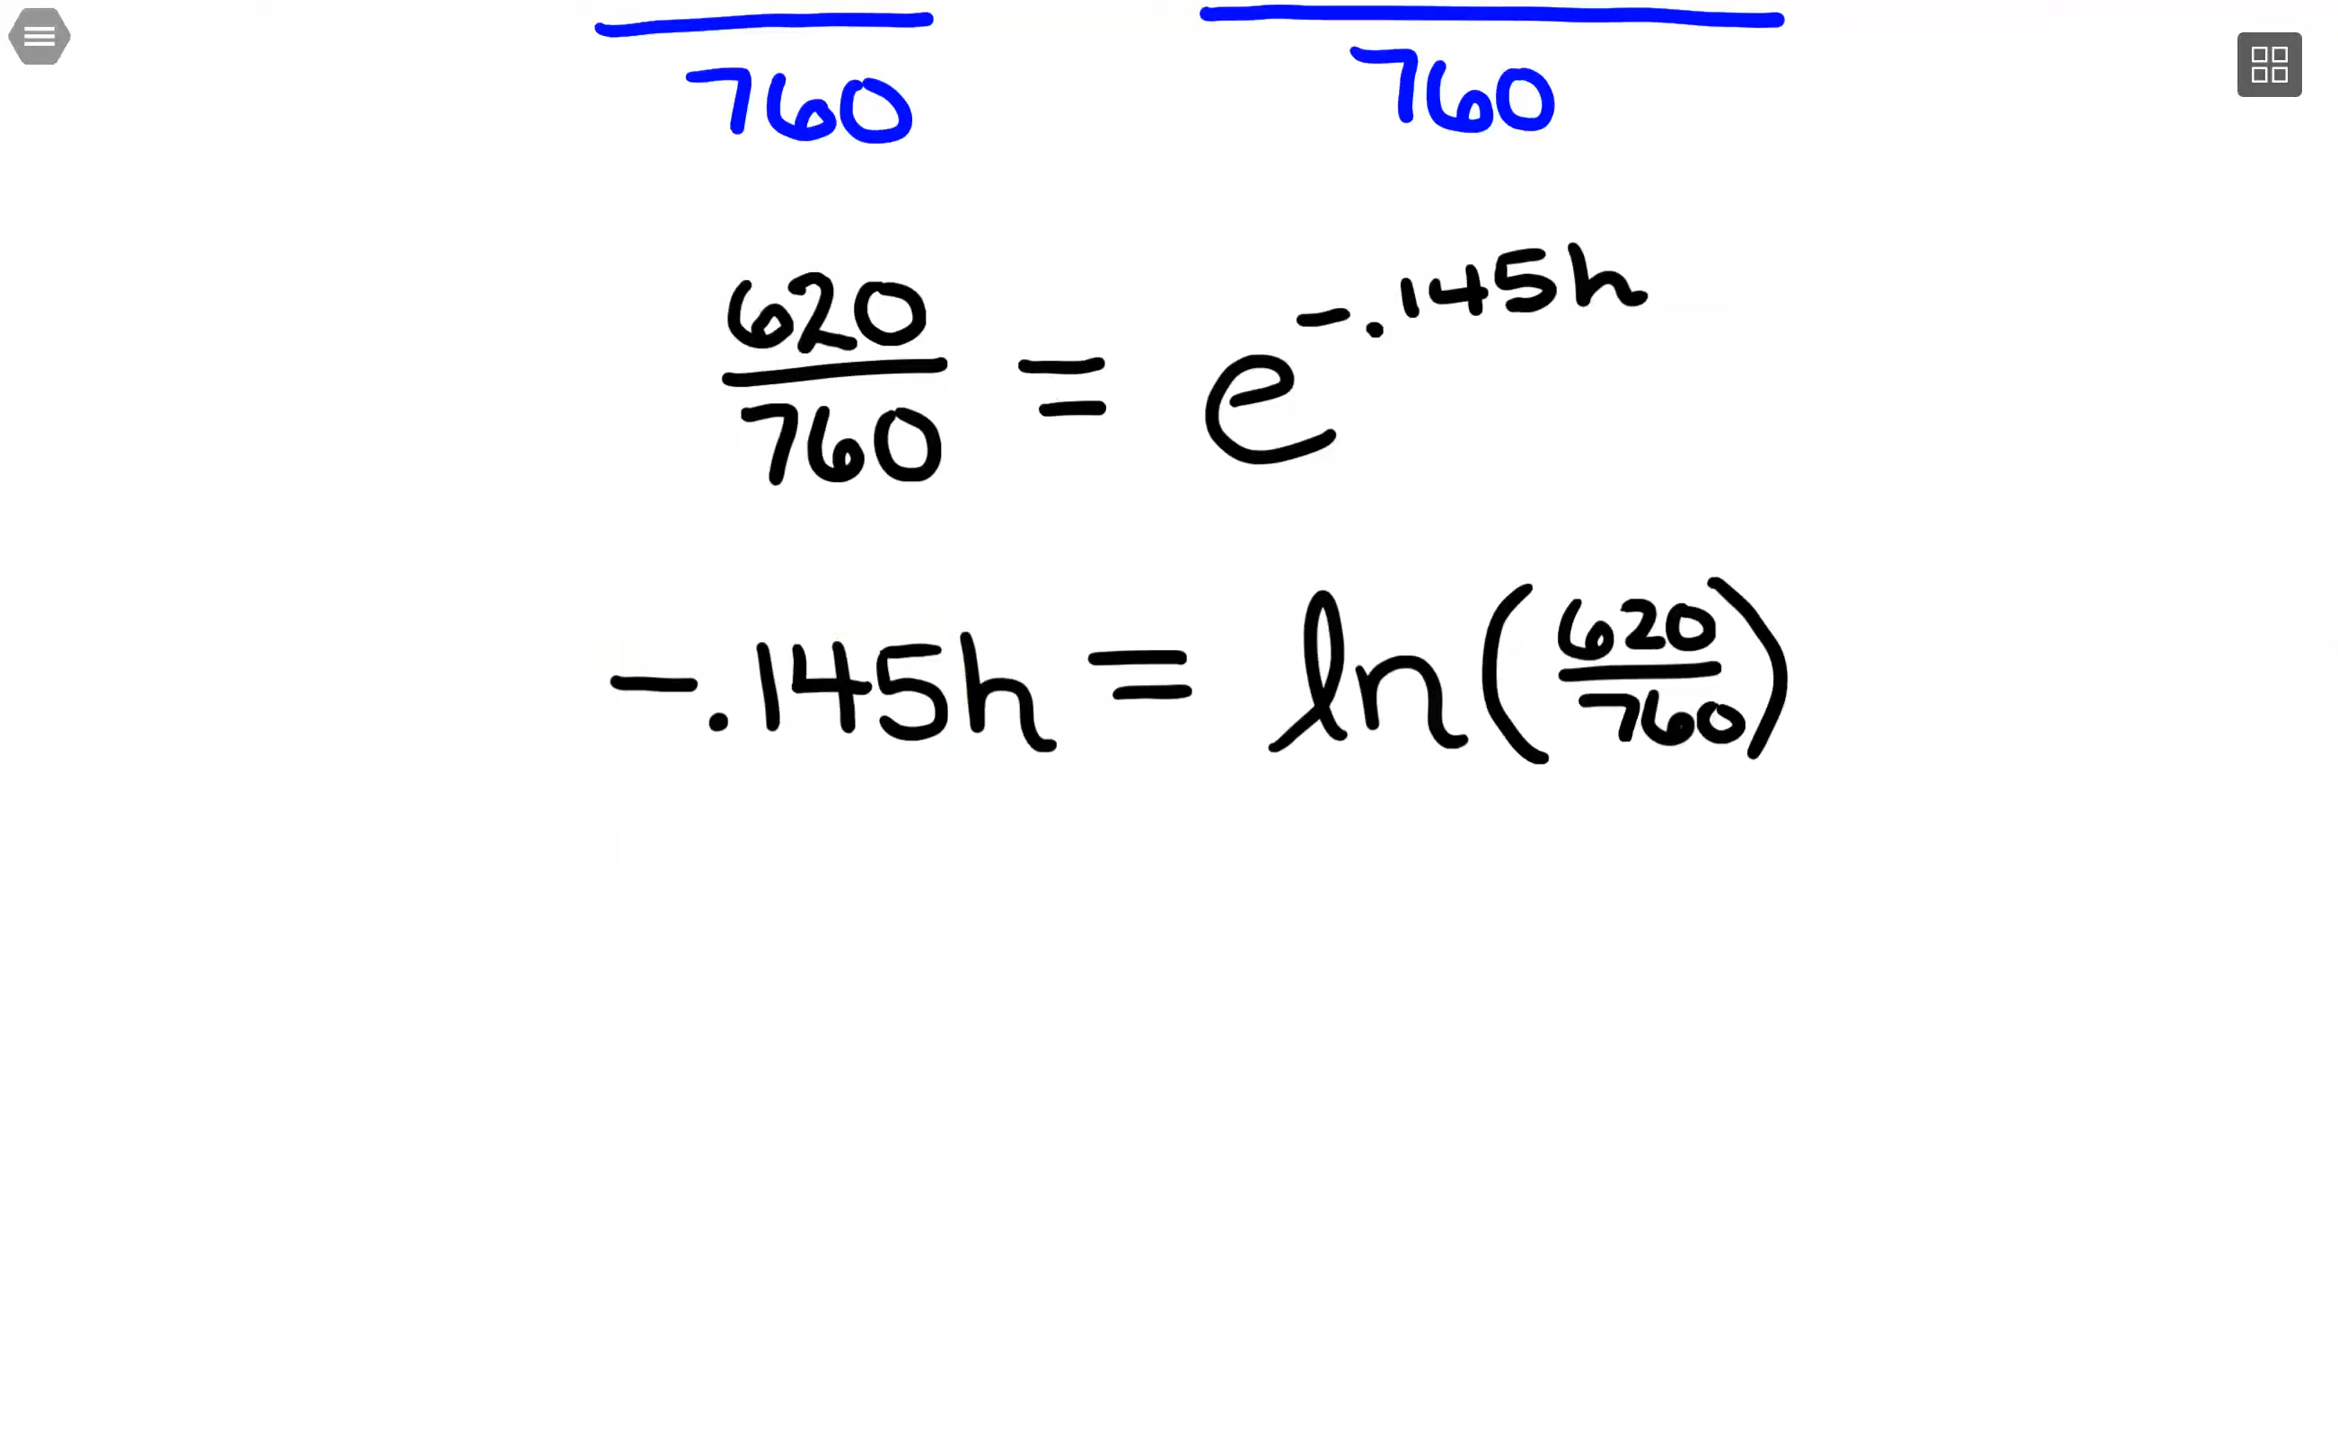 760 760
620/760 = e^-.145h
-.145h = ln(620/760)